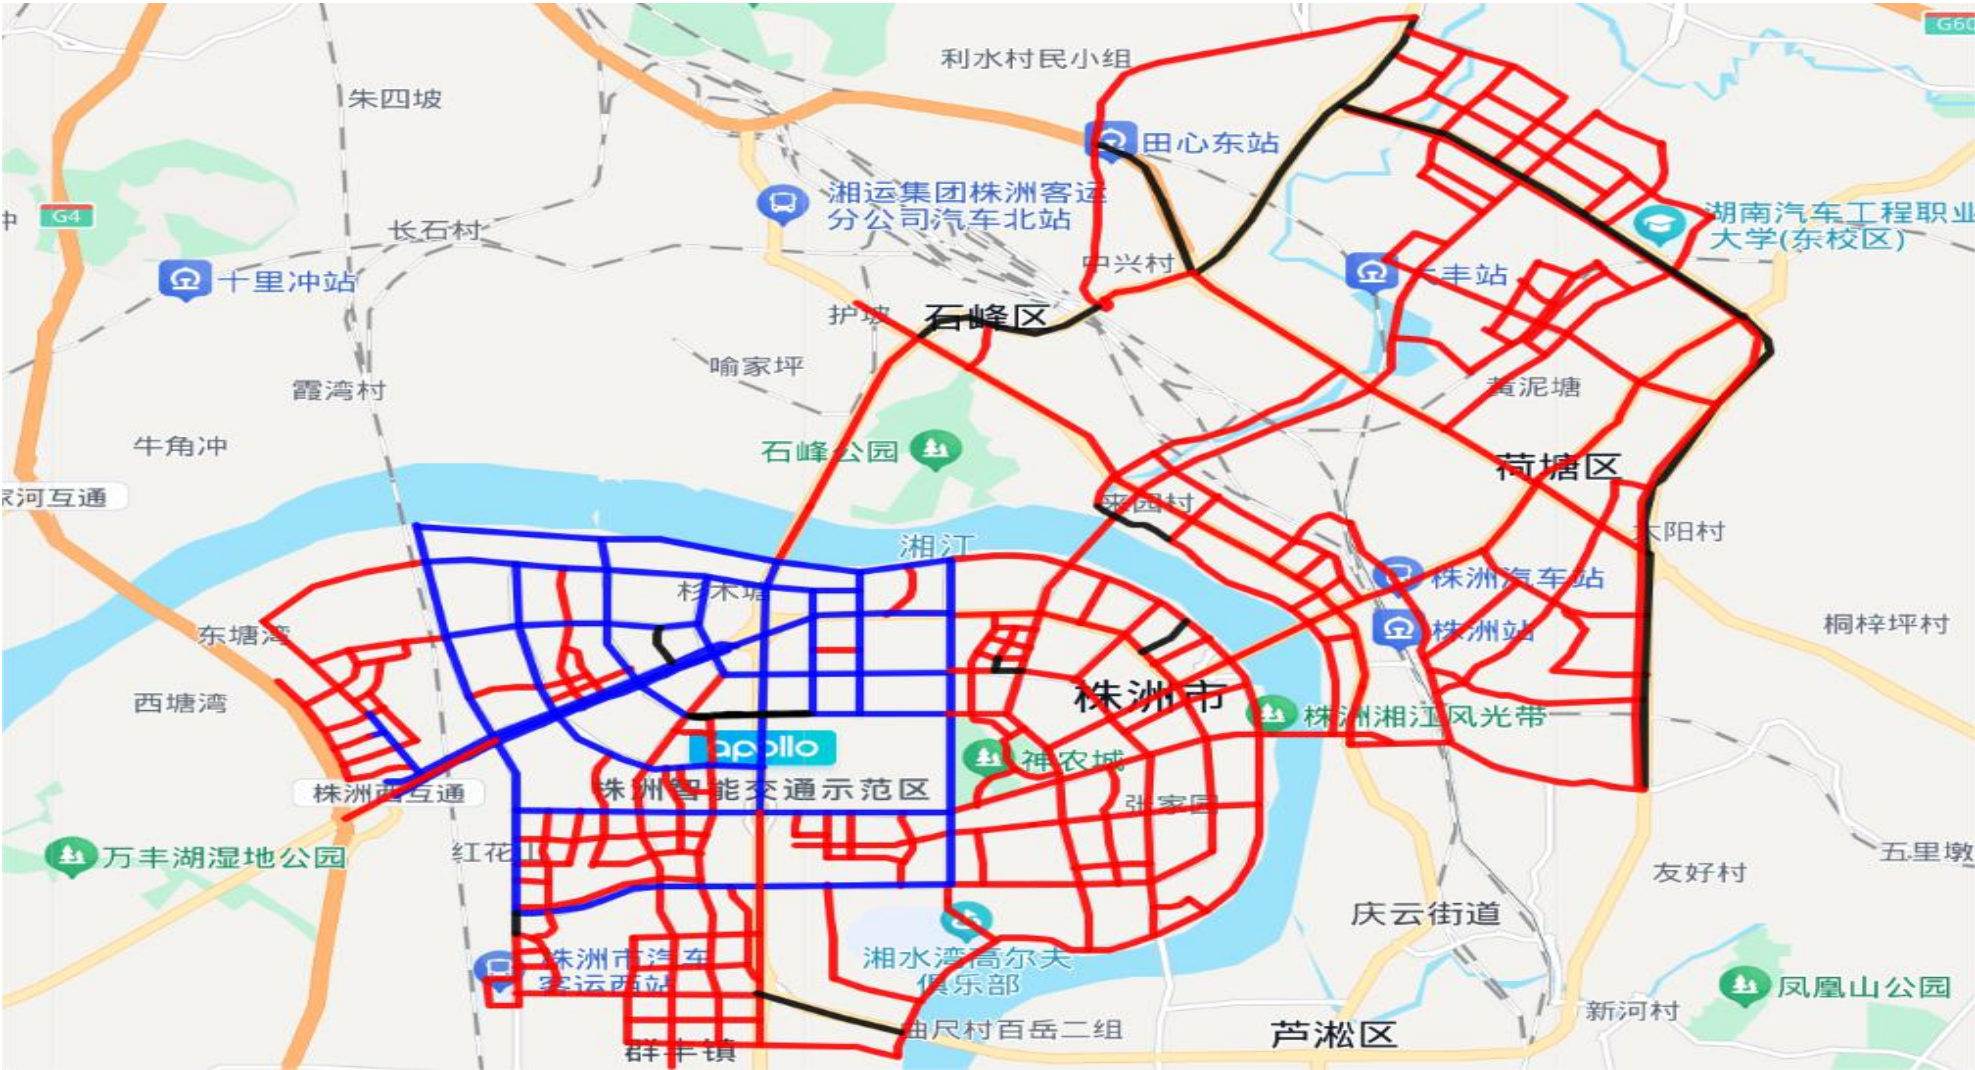 G60
利水村民小组
朱四坡
田心东站
湘运集团株洲客运
分公司汽车北站
湖南汽车工程职业
大学(东校区)
G4
冲
长石村
中兴村
十里冲站
丰站
护坡
石峰区
喻家坪
霞湾村
黄泥塘
牛角冲
石峰公园
荷塘区
家河互通
来园村
太阳村
湘江
株洲汽车站
杉木塘
东塘湾
株洲站
桐梓坪村
西塘湾
株洲市
株洲湘江风光带
apollo
神农城
株洲西互通
株洲智能交通示范区
张家园
万丰湖湿地公园
红花
五里墩
友好村
庆云街道
株洲市汽车
客运西站
湘水湾高尔夫
俱乐部
凤凰山公园
新河村
曲尺村百岳二组
芦淞区
群丰镇